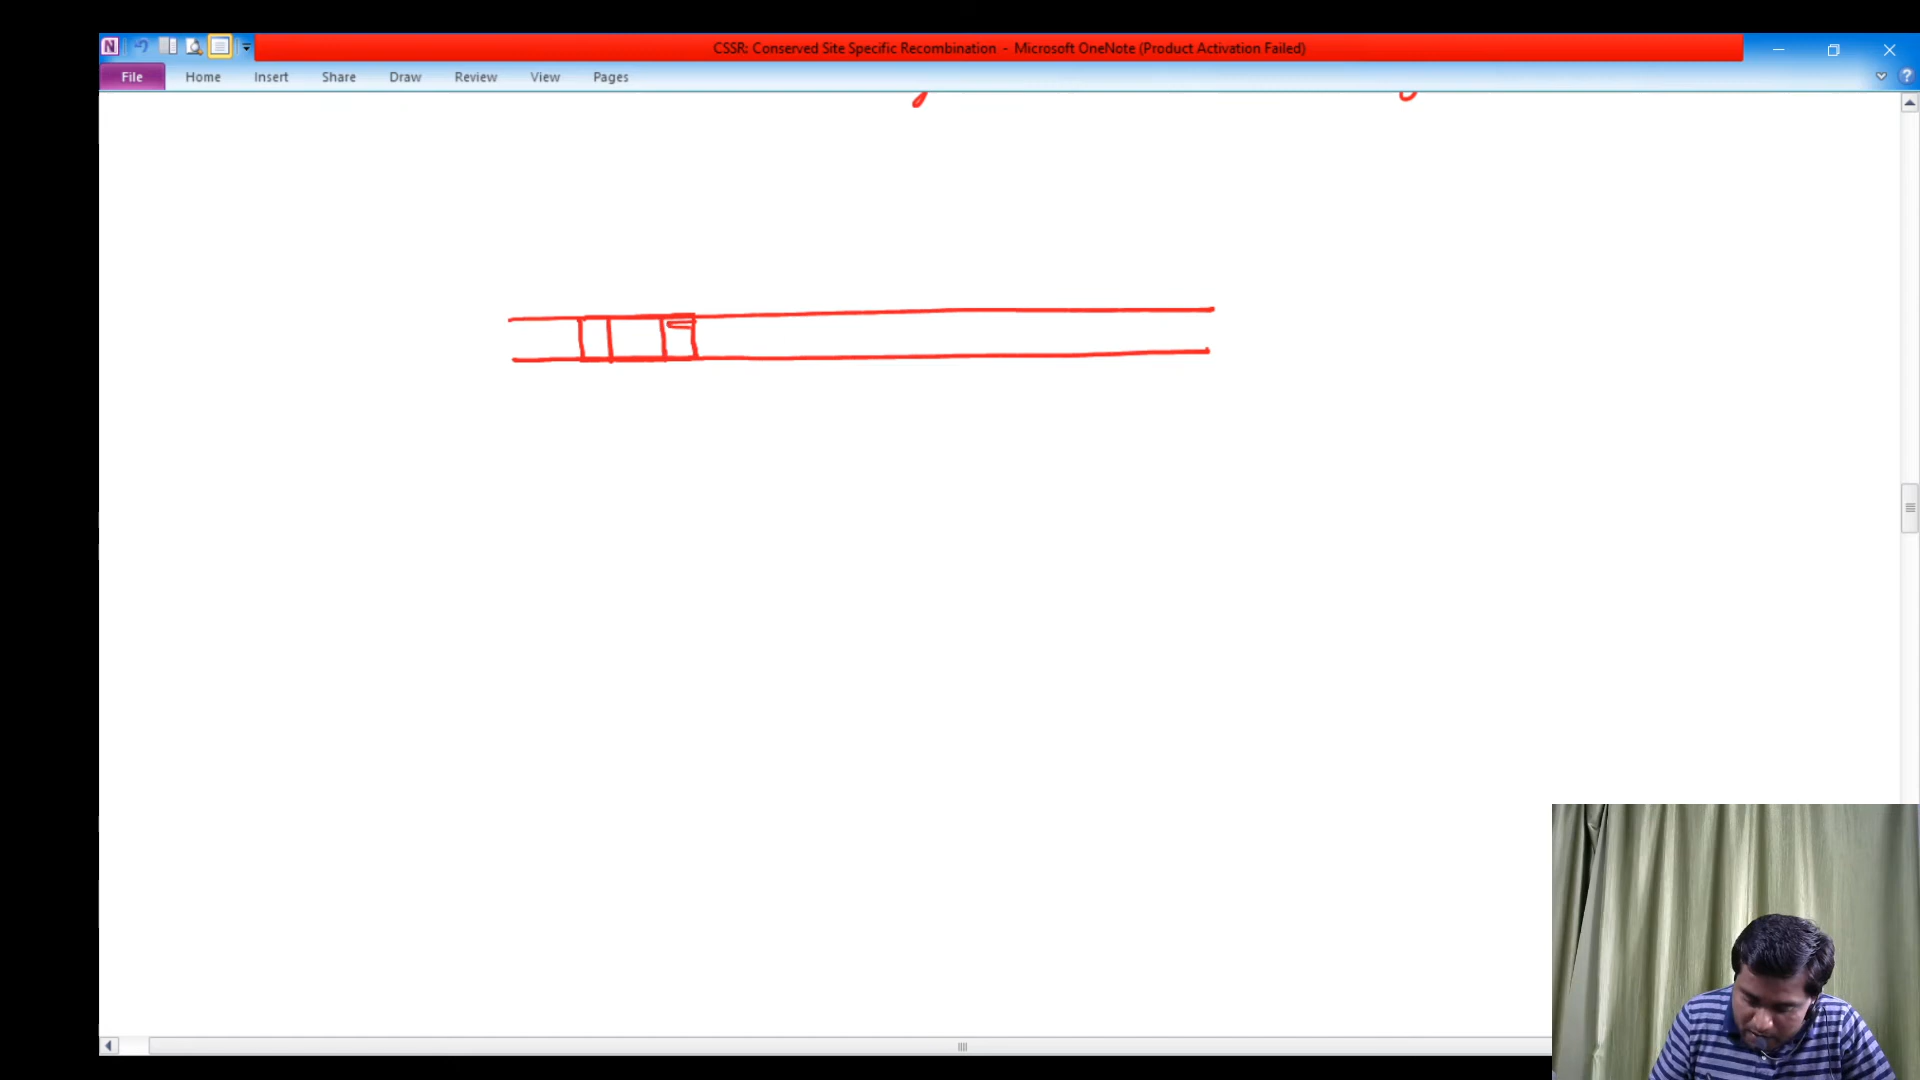 CSSR: Conserved Site Specific Recombination - Microsoft OneNote (Product Activation Failed)
File Home Insert Share Draw Review View Pages